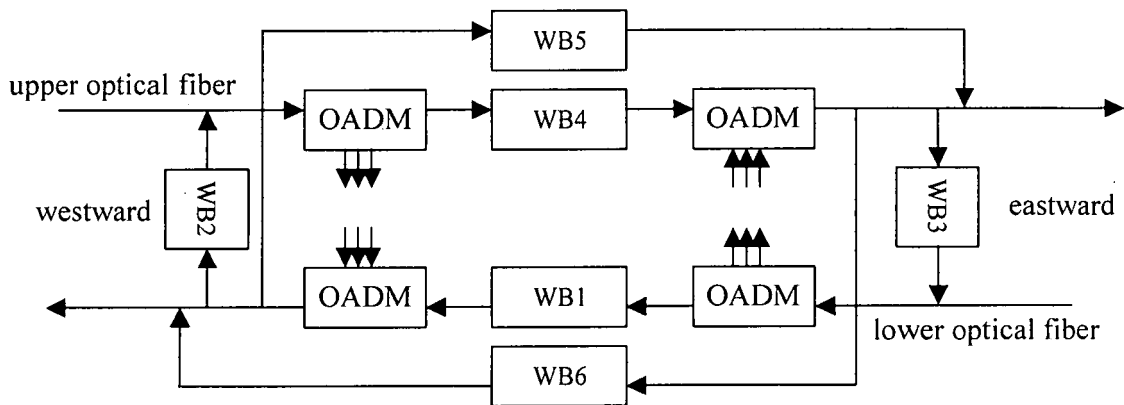 WB5
upper optical fiber
OADM
WB4
OADM
westward
WB2
WB3
eastward
OADM
WB1
OADM
lower optical fiber
WB6